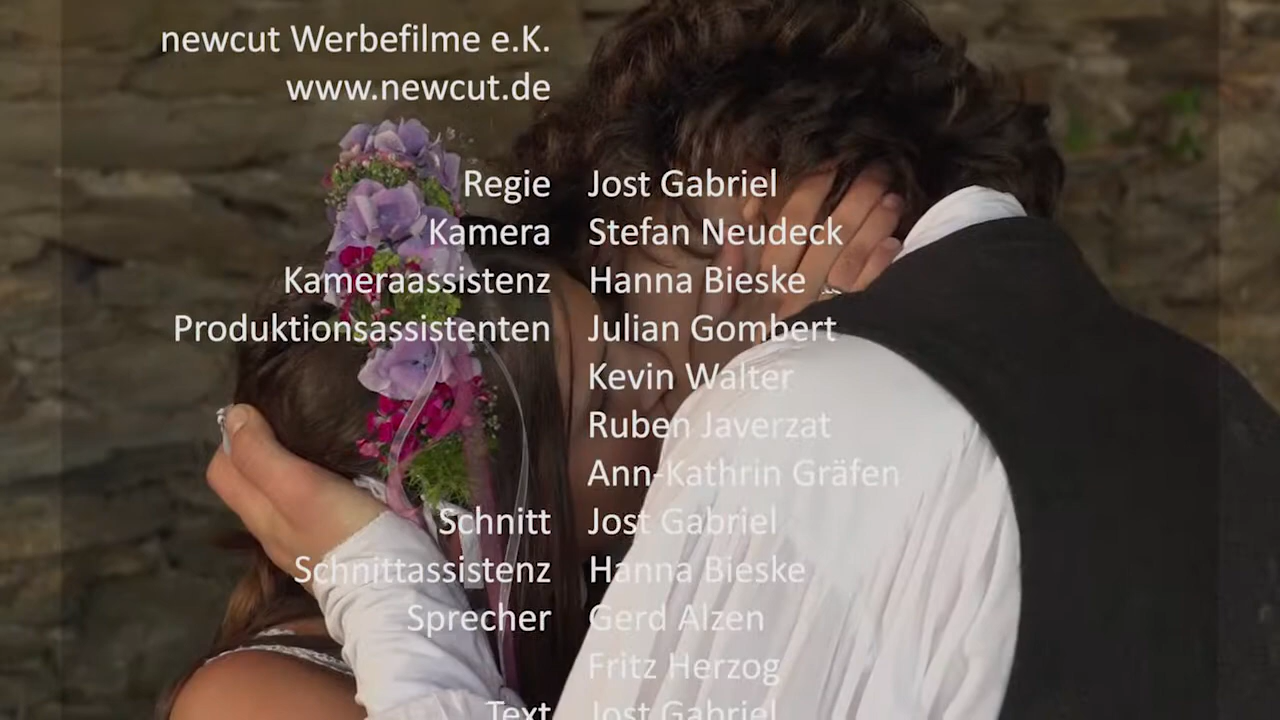 newcut Werbefilme e.K.
www.newcut.de
Regie Jost Gabriel
Kamera Stefan Neudeck
Kameraassistenz Hanna Bieske
Produktionsassistenten Julian Gombert
Kevin Walter
Ruben Javerzat
Ann-Kathrin Gräfen
Schnitt Jost Gabriel
Schnittassistenz Hanna Bieske
Sprecher Gerd Alzen
Fritz Herzog
Text Jost Gabriel